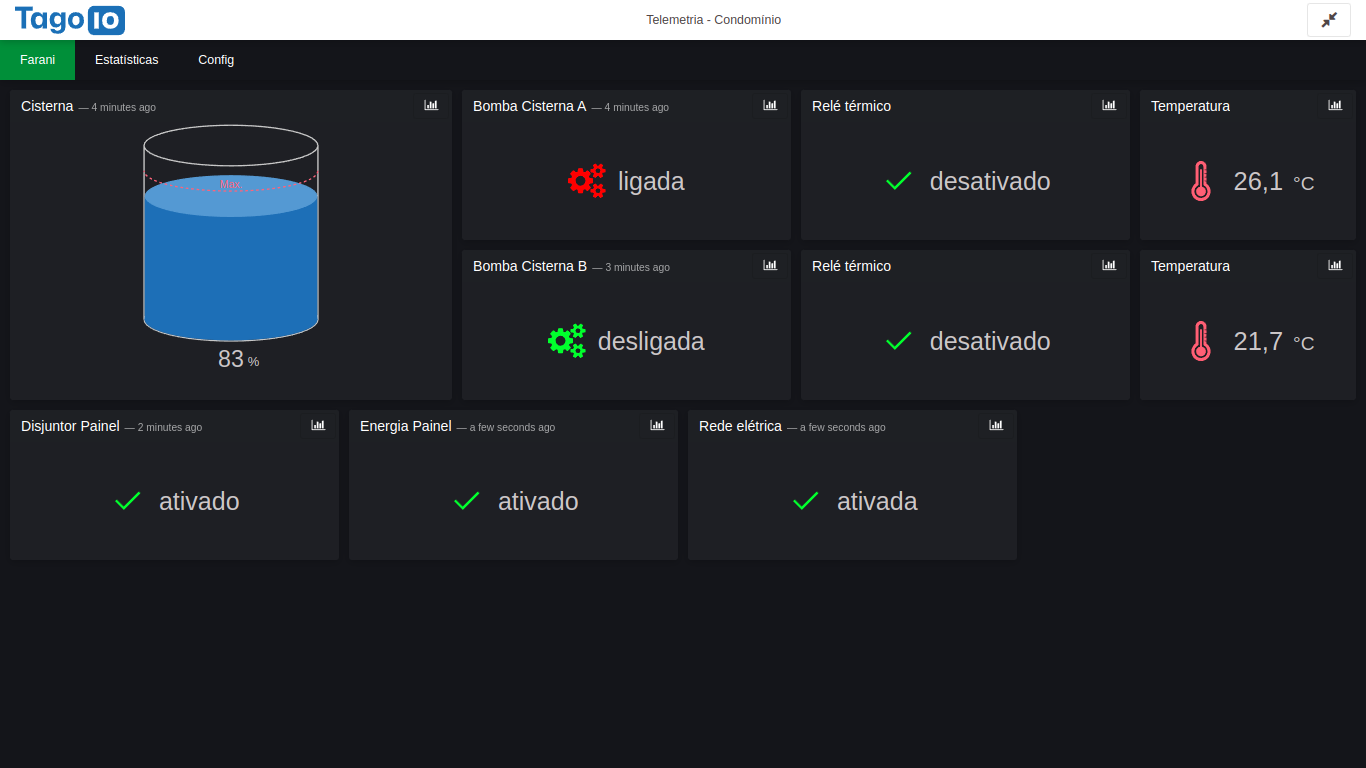 Tago IO
Telemetria - Condomínio
Farani
Estatísticas
Config
Cisterna — 4 minutes ago
Max
83 %
Bomba Cisterna A — 4 minutes ago
ligada
Relé térmico
desativado
Temperatura
26,1 °C
Bomba Cisterna B — 3 minutes ago
desligada
Relé térmico
desativado
Temperatura
21,7 °C
Disjuntor Painel — 2 minutes ago
ativado
Energia Painel — a few seconds ago
ativado
Rede elétrica — a few seconds ago
ativada